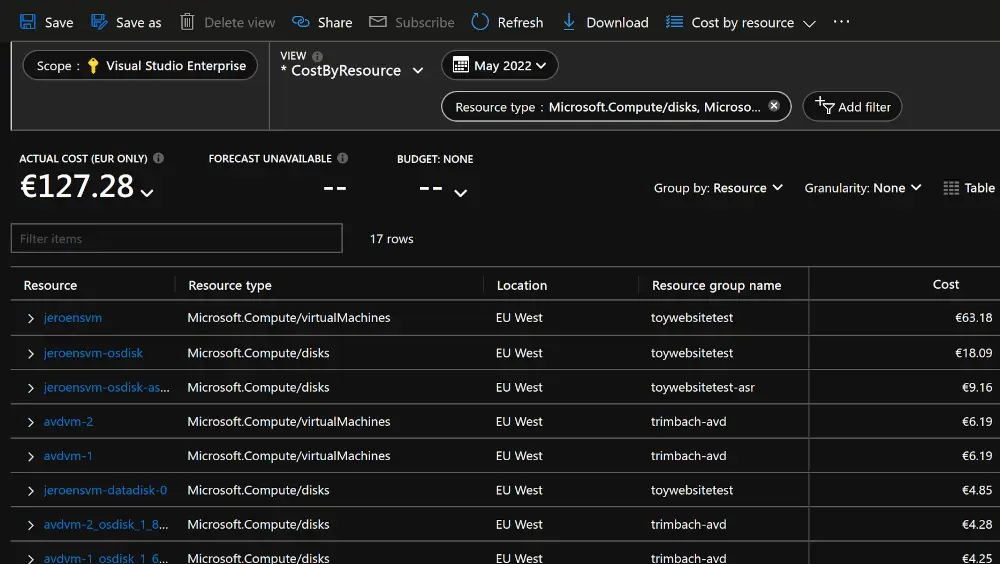 Save Save as Delete view Share Subscribe Refresh Download Cost by resource ...
Scope : Visual Studio Enterprise
VIEW
* CostByResource
May 2022
Resource type : Microsoft.Compute/disks, Microso...
Add filter
ACTUAL COST (EUR ONLY) FORECAST UNAVAILABLE BUDGET: NONE
€127.28 -- --
Group by: Resource Granularity: None Table
Filter items 17 rows
Resource Resource type Location Resource group name Cost
jeroensvm Microsoft.Compute/virtualMachines EU West toywebsitetest €63.18
jeroensvm-osdisk Microsoft.Compute/disks EU West toywebsitetest €18.09
jeroensvm-osdisk-as... Microsoft.Compute/disks EU West toywebsitetest-asr €9.16
avdvm-2 Microsoft.Compute/virtualMachines EU West trimbach-avd €6.19
avdvm-1 Microsoft.Compute/virtualMachines EU West trimbach-avd €6.19
jeroensvm-datadisk-0 Microsoft.Compute/disks EU West toywebsitetest €4.85
avdvm-2_osdisk_1_8... Microsoft.Compute/disks EU West trimbach-avd €4.28
avdvm-1_osdisk_1_6... Microsoft.Compute/disks EU West trimbach-avd €4.25